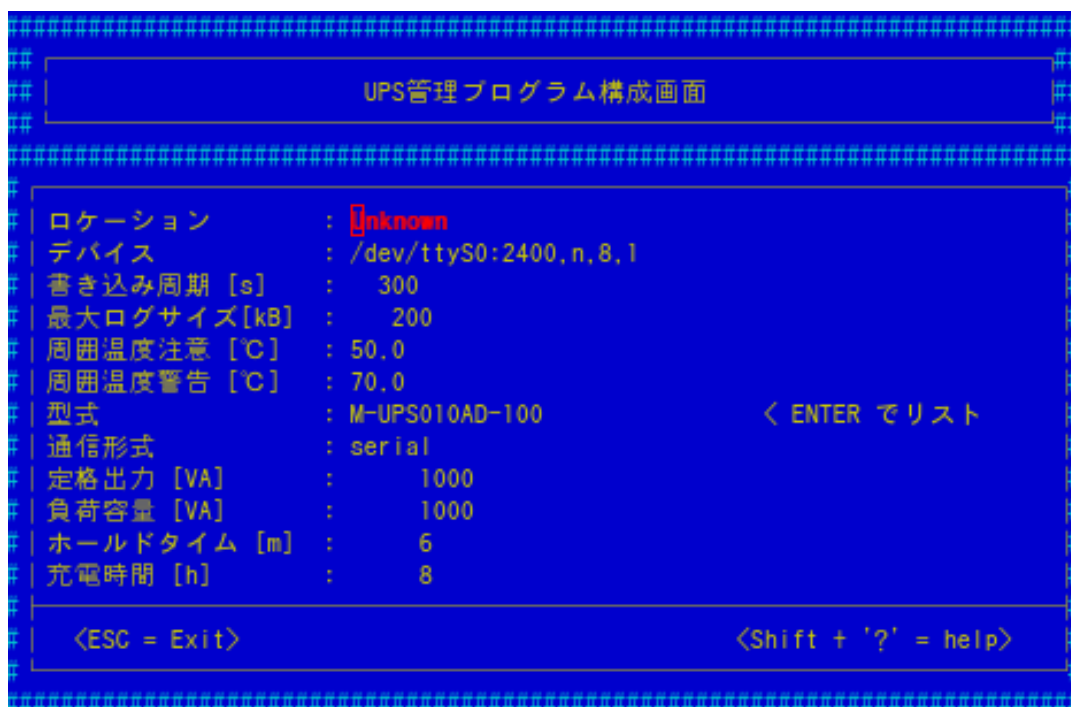 UPS管理プログラム構成画面
ロケーション : Unknown
デバイス : /dev/ttyS0:2400,n,8,1
書き込み周期 [s] : 300
最大ログサイズ[kB] : 200
周囲温度注意 [℃] : 50.0
周囲温度警告 [℃] : 70.0
型式 : M-UPS010AD-100 < ENTER でリスト
通信形式 : serial
定格出力 [VA] : 1000
負荷容量 [VA] : 1000
ホールドタイム [m] : 6
充電時間 [h] : 8
<ESC = Exit> <Shift + '?' = help>